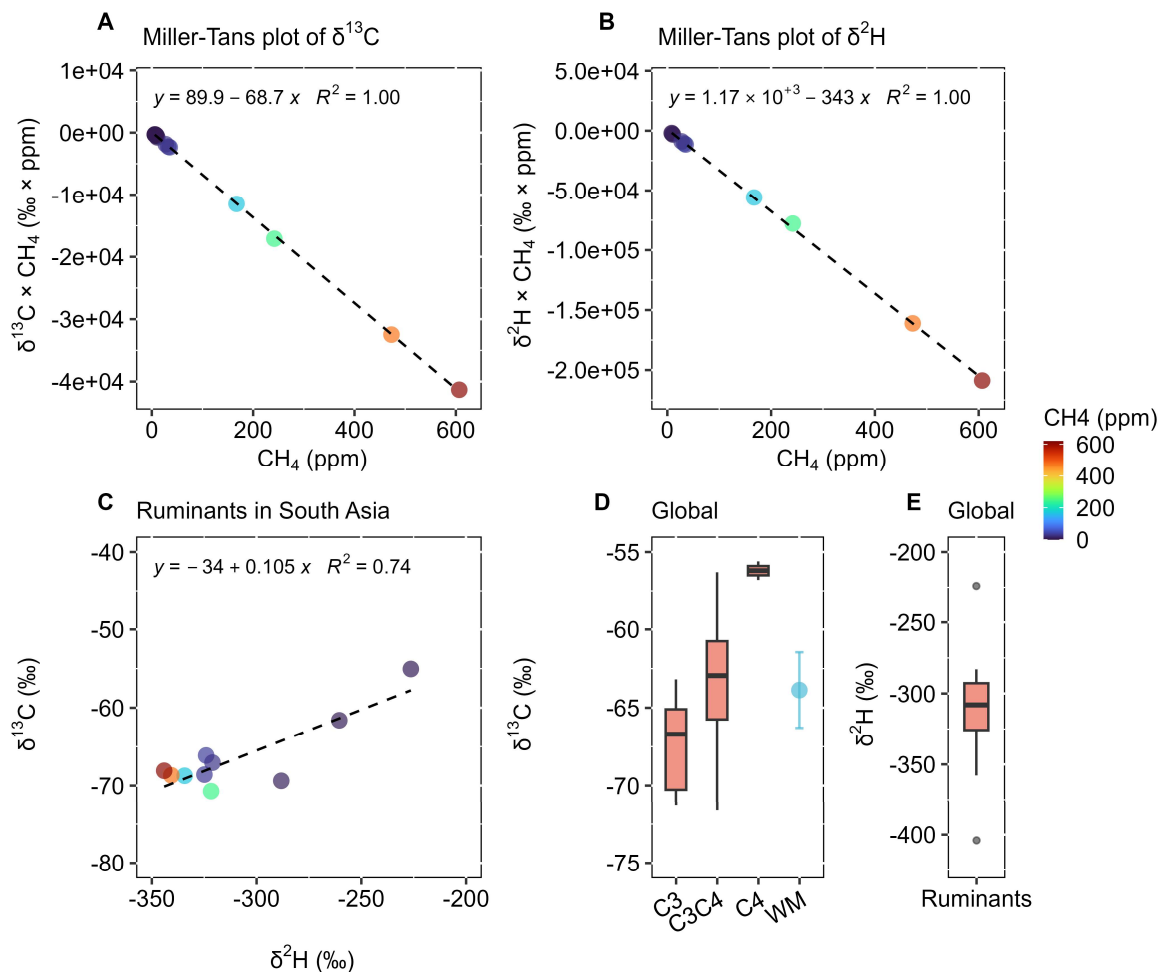 A
Miller-Tans plot of δ¹³C
y = 89.9 − 68.7 x R² = 1.00
1e+04
0e+00
-1e+04
-2e+04
-3e+04
-4e+04
δ¹³C × CH₄ (‰ × ppm)
0 200 400 600
CH₄ (ppm)
B
Miller-Tans plot of δ²H
y = 1.17 × 10⁺³ − 343 x R² = 1.00
5.0e+04
0.0e+00
-5.0e+04
-1.0e+05
-1.5e+05
-2.0e+05
δ²H × CH₄ (‰ × ppm)
0 200 400 600
CH₄ (ppm)
CH4 (ppm)
600
400
200
0
C
Ruminants in South Asia
y = − 34 + 0.105 x R² = 0.74
-40
-50
-60
-70
-80
δ¹³C (‰)
-350 -300 -250 -200
δ²H (‰)
D
Global
-55
-60
-65
-70
-75
δ¹³C (‰)
C3 C3C4 C4 WM
E
Global
-200
-250
-300
-350
-400
δ²H (‰)
Ruminants